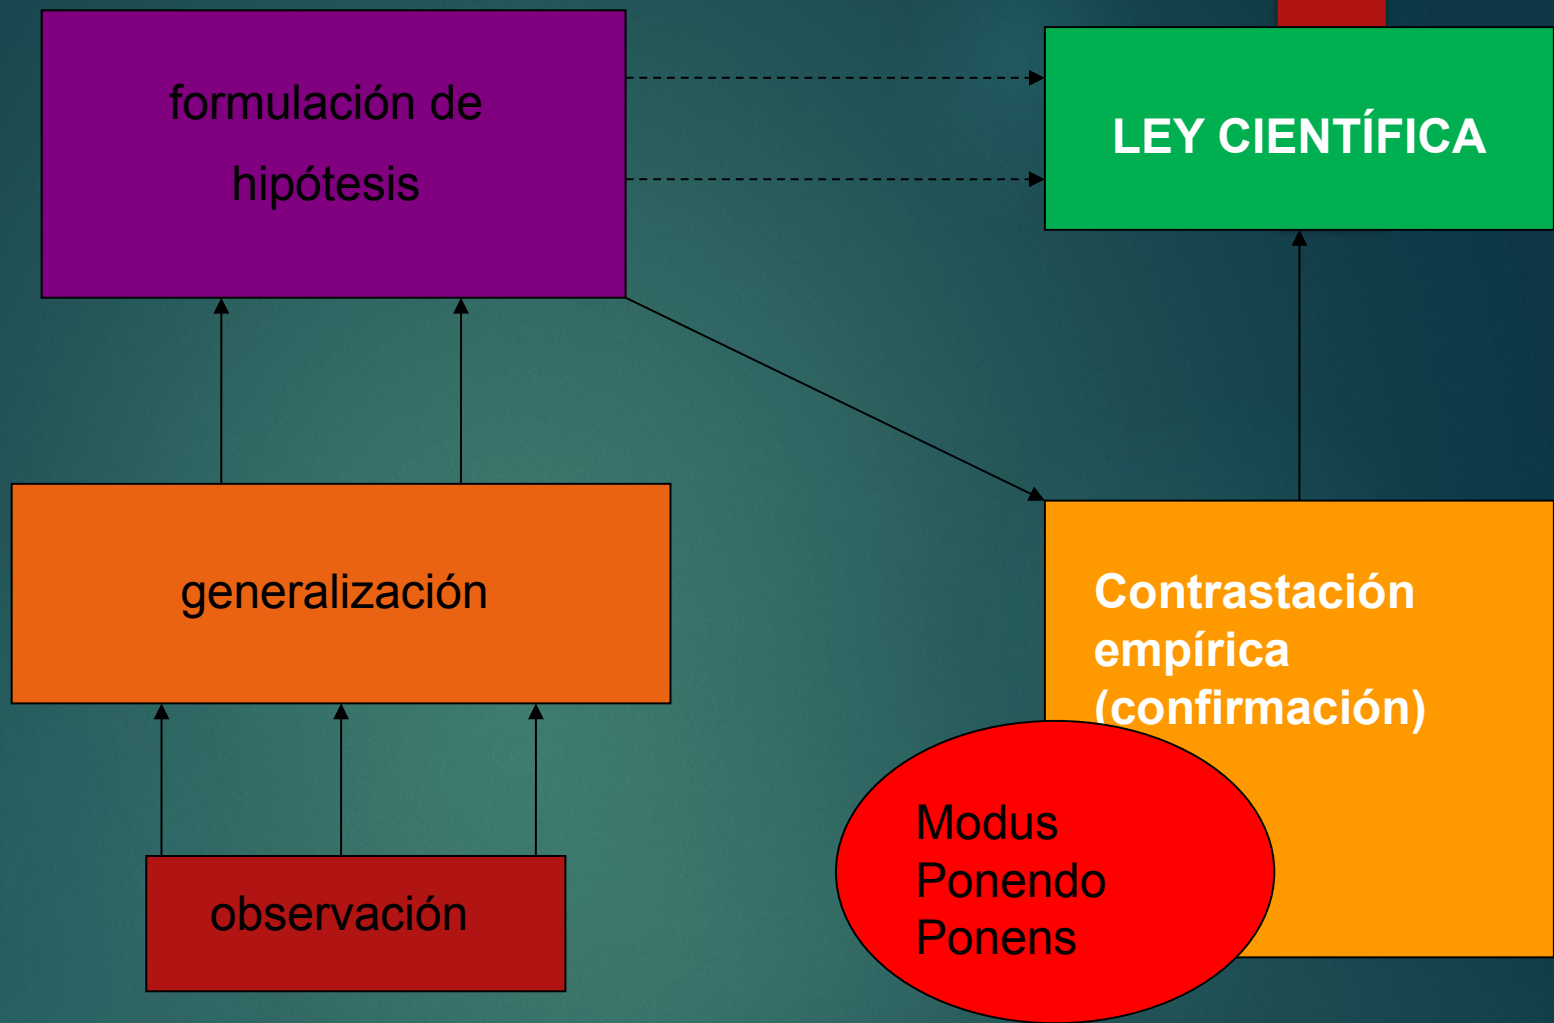 formulación de
hipótesis
LEY CIENTÍFICA
generalización
Contrastación
empírica
(confirmación)
Modus
Ponendo
Ponens
observación